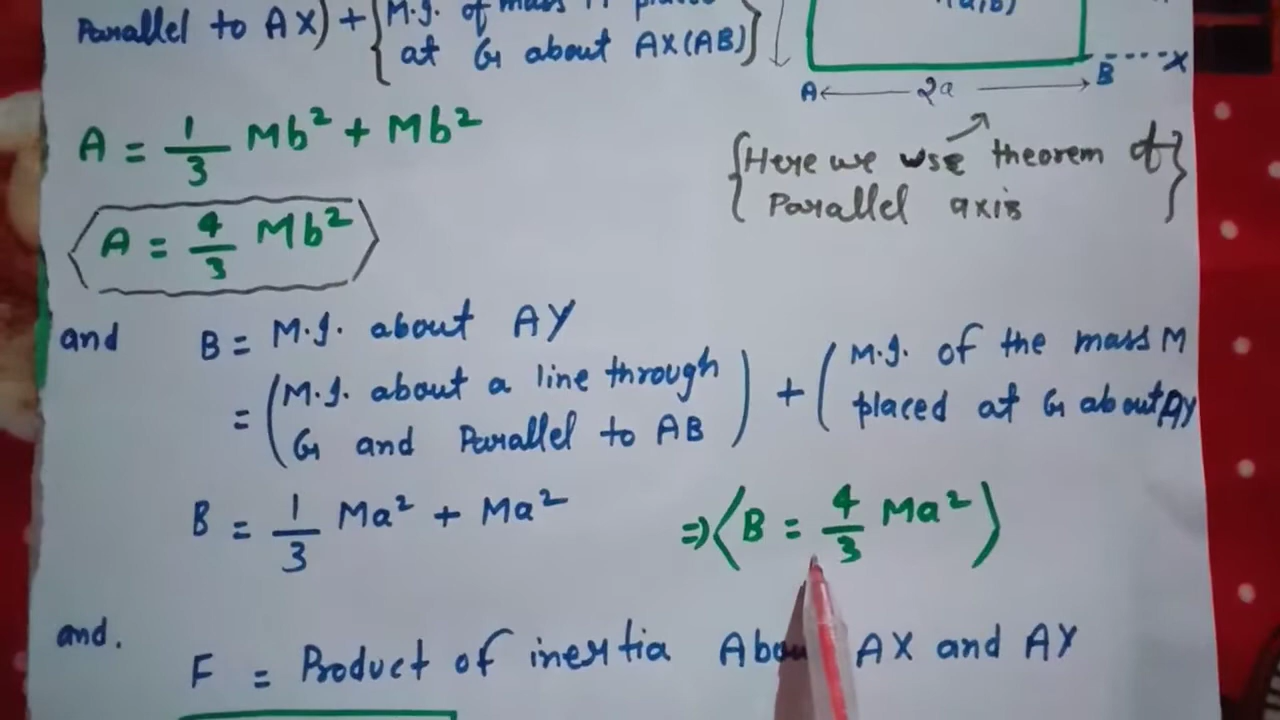 Parallel to AX) + {M.I. of mass M placed
at G about AX(AB)}
(a,b)
A 2a B X
{Here we use theorem of
Parallel axis}
A = 1/3 Mb² + Mb²
A = 4/3 Mb²
and B = M.I. about AY
= (M.I. about a line through G and Parallel to AB) + (M.I. of the mass M placed at G about AY
B = 1/3 Ma² + Ma² ⇒ B = 4/3 Ma²
and. F = Product of inertia About AX and AY